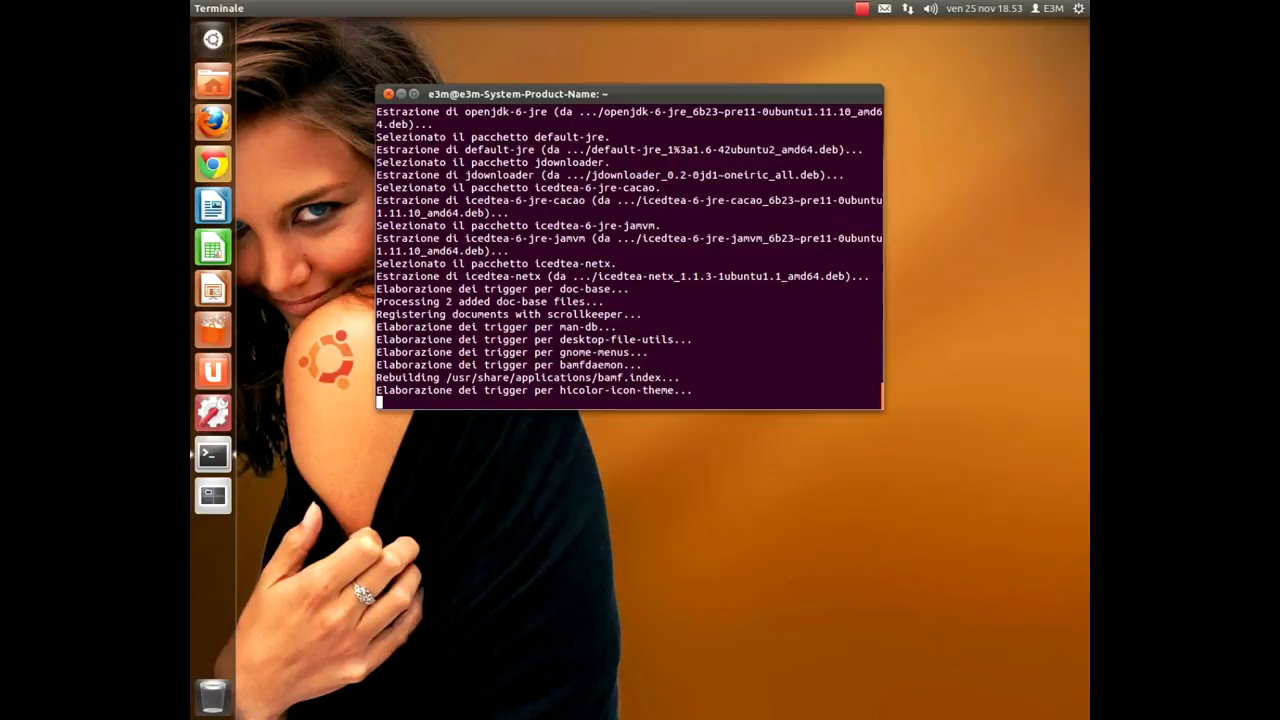 Terminale
ven 25 nov 18.53
E3M
e3m@e3m-System-Product-Name: ~
Estrazione di openjdk-6-jre (da .../openjdk-6-jre_6b23~pre11-0ubuntu1.11.10_amd6
4.deb)...
Selezionato il pacchetto default-jre.
Estrazione di default-jre (da .../default-jre_1%3a1.6-42ubuntu2_amd64.deb)...
Selezionato il pacchetto jdownloader.
Estrazione di jdownloader (da .../jdownloader_0.2-0jd1~oneiric_all.deb)...
Selezionato il pacchetto icedtea-6-jre-cacao.
Estrazione di icedtea-6-jre-cacao (da .../icedtea-6-jre-cacao_6b23~pre11-0ubuntu
1.11.10_amd64.deb)...
Selezionato il pacchetto icedtea-6-jre-jamvm.
Estrazione di icedtea-6-jre-jamvm (da .../icedtea-6-jre-jamvm_6b23~pre11-0ubuntu
1.11.10_amd64.deb)...
Selezionato il pacchetto icedtea-netx.
Estrazione di icedtea-netx (da .../icedtea-netx_1.1.3-1ubuntu1.1_amd64.deb)...
Elaborazione dei trigger per doc-base...
Processing 2 added doc-base files...
Registering documents with scrollkeeper...
Elaborazione dei trigger per man-db...
Elaborazione dei trigger per desktop-file-utils...
Elaborazione dei trigger per gnome-menus...
Elaborazione dei trigger per bamfdaemon...
Rebuilding /usr/share/applications/bamf.index...
Elaborazione dei trigger per hicolor-icon-theme...